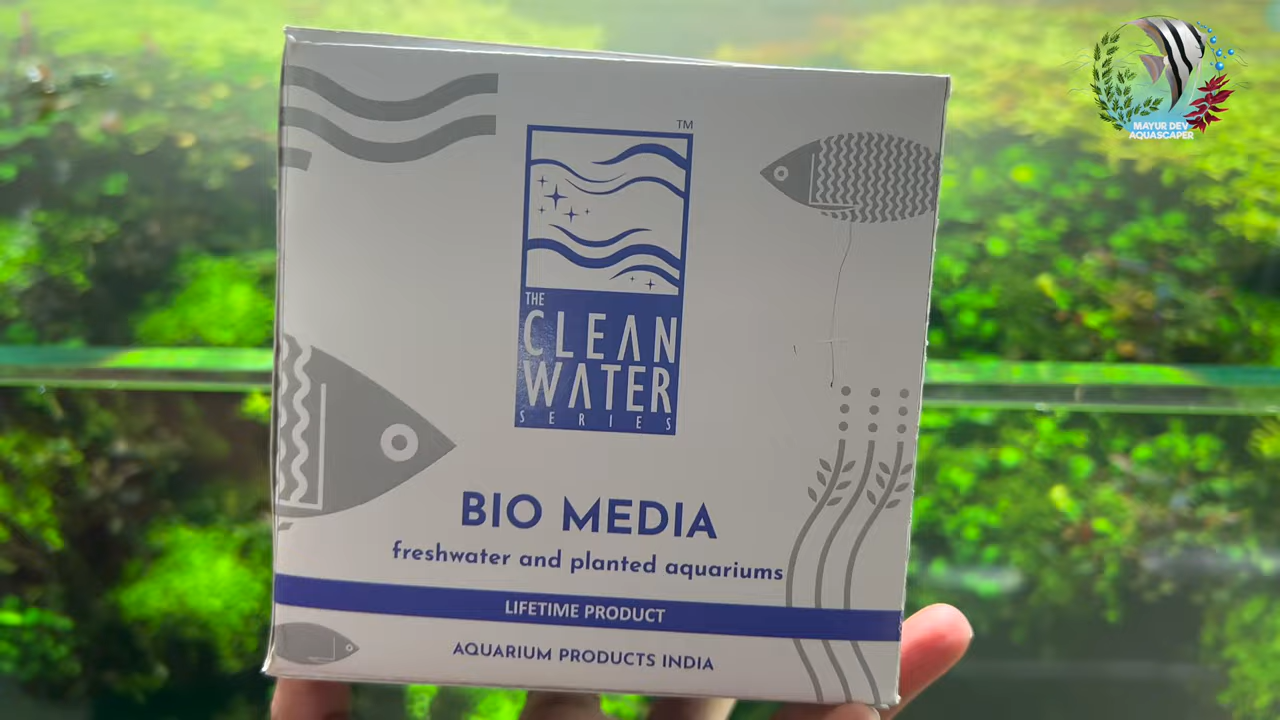 MAYUR DEV
AQUASCAPER
TM
THE
CLEAN
WATER
SERIES
BIO MEDIA
freshwater and planted aquariums
LIFETIME PRODUCT
AQUARIUM PRODUCTS INDIA